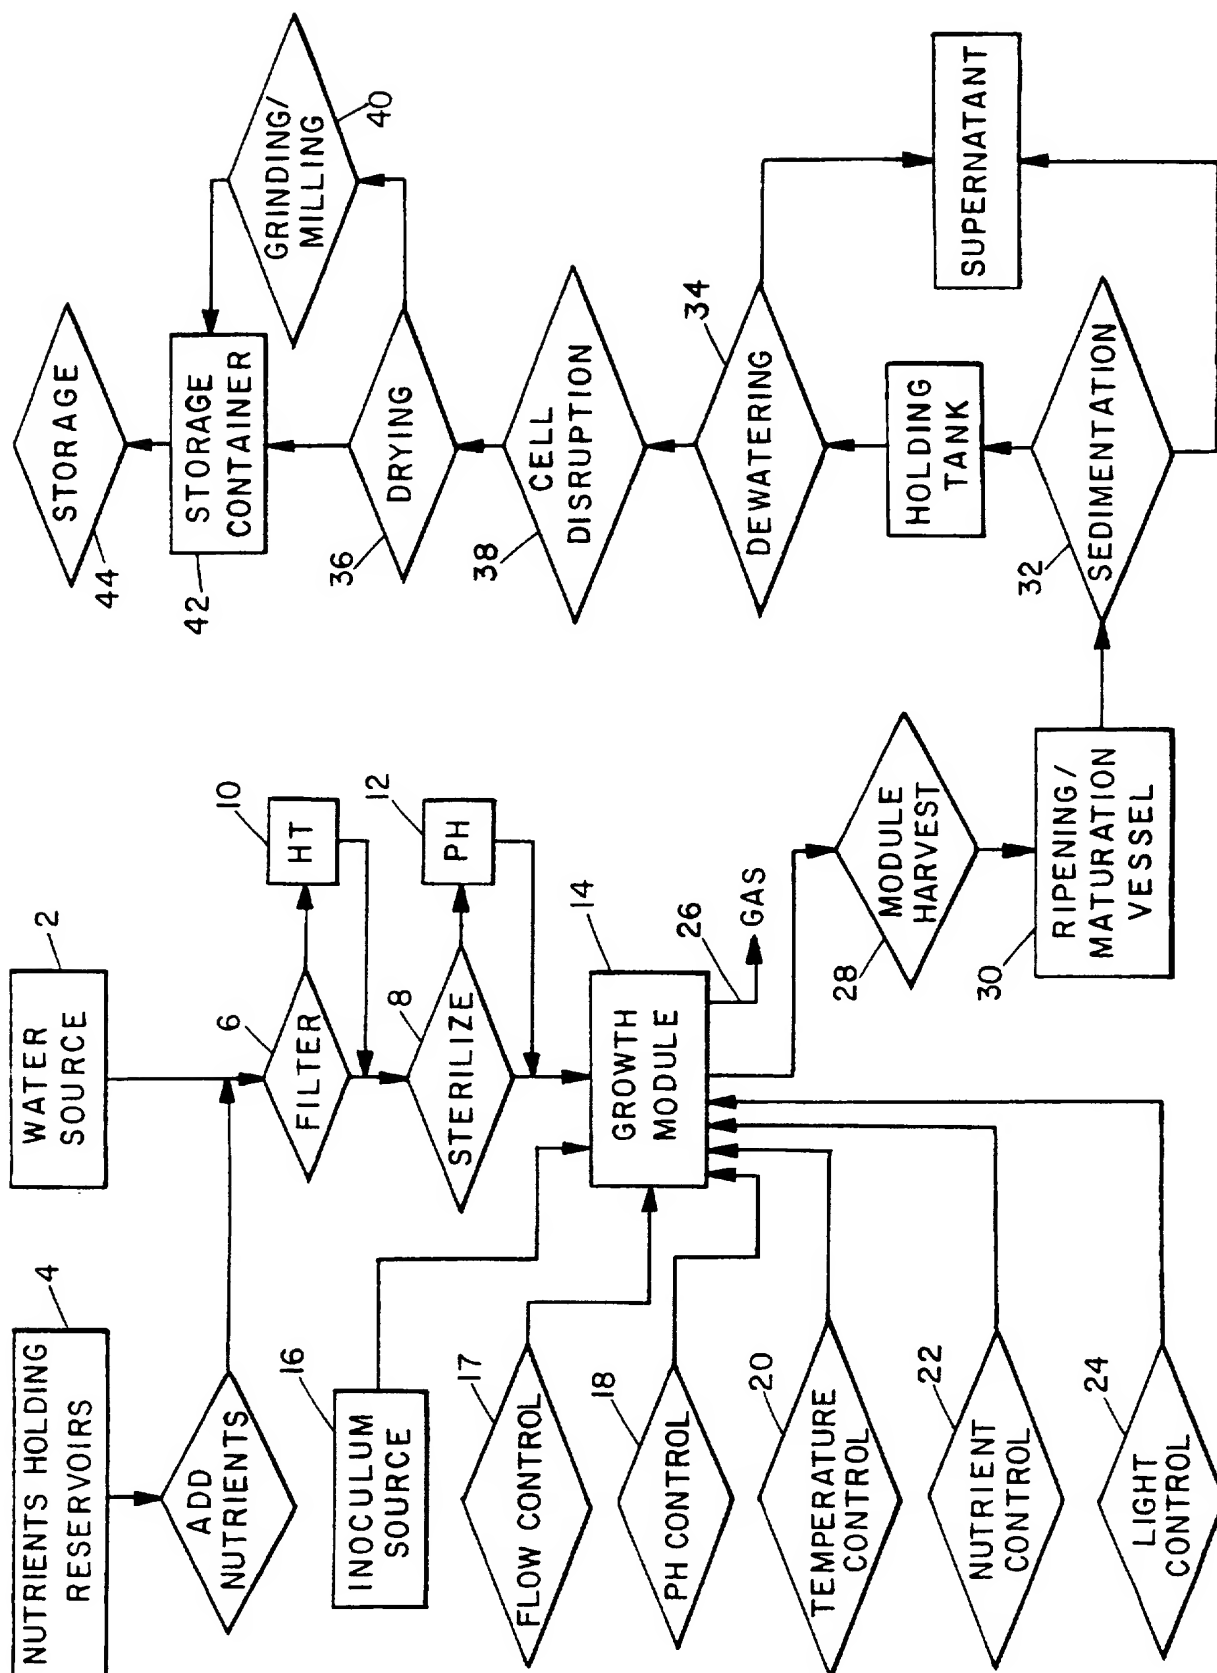 NUTRIENTS HOLDING
RESERVOIRS
4
ADD
NUTRIENTS
WATER
SOURCE
2
FILTER
6
HT
10
STERILIZE
8
PH
12
INOCULUM
SOURCE
16
GROWTH
MODULE
14
FLOW CONTROL
17
PH CONTROL
18
TEMPERATURE
CONTROL
20
NUTRIENT
CONTROL
22
LIGHT
CONTROL
24
26
GAS
MODULE
HARVEST
28
RIPENING/
MATURATION
VESSEL
30
SEDIMENTATION
32
HOLDING
TANK
SUPERNATANT
DEWATERING
34
CELL
DISRUPTION
38
DRYING
36
GRINDING/
MILLING
40
STORAGE
CONTAINER
42
STORAGE
44